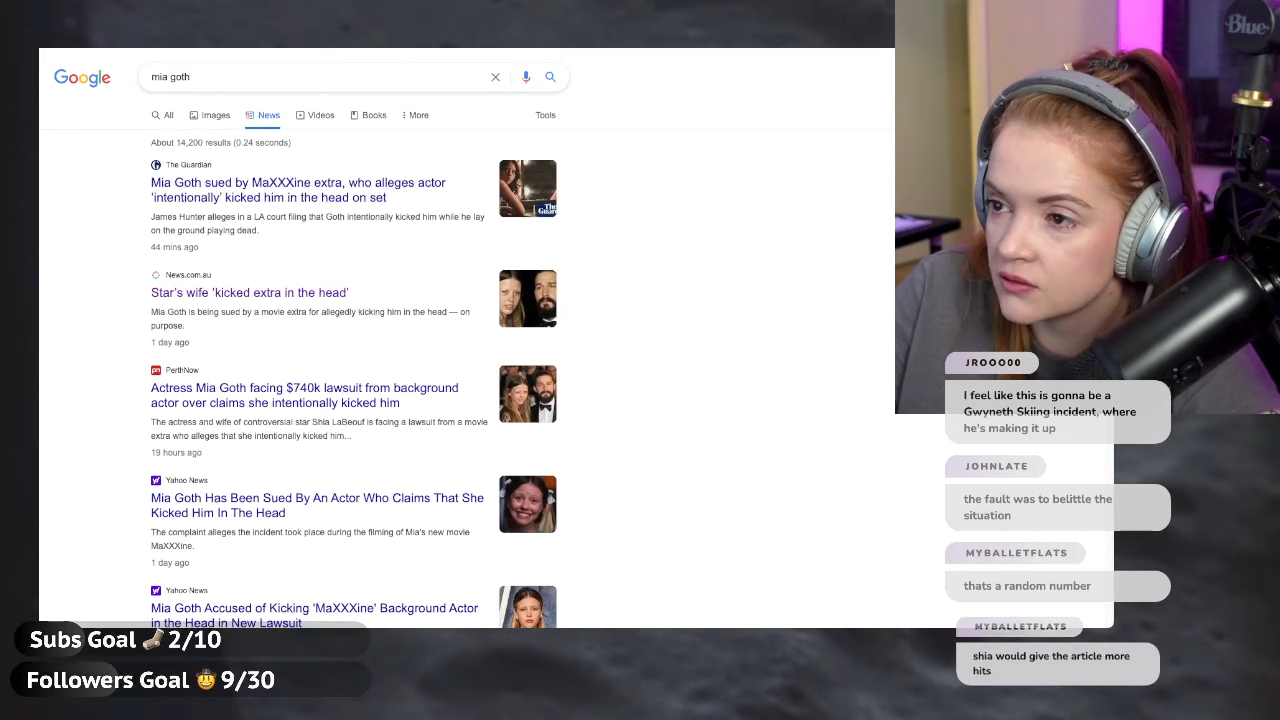 Google
mia goth
All Images News Videos Books More Tools
About 14,200 results (0.24 seconds)
The Guardian
Mia Goth sued by MaXXXine extra, who alleges actor
'intentionally' kicked him in the head on set
James Hunter alleges in a LA court filing that Goth intentionally kicked him while he lay
on the ground playing dead.
44 mins ago
News.com.au
Star's wife 'kicked extra in the head'
Mia Goth is being sued by a movie extra for allegedly kicking him in the head — on
purpose.
1 day ago
PerthNow
Actress Mia Goth facing $740k lawsuit from background
actor over claims she intentionally kicked him
The actress and wife of controversial star Shia LaBeouf is facing a lawsuit from a movie
extra who alleges that she intentionally kicked him...
19 hours ago
Yahoo News
Mia Goth Has Been Sued By An Actor Who Claims That She
Kicked Him In The Head
The complaint alleges the incident took place during the filming of Mia's new movie
MaXXXine.
1 day ago
Yahoo News
Mia Goth Accused of Kicking 'MaXXXine' Background Actor
in the Head in New Lawsuit
Subs Goal 2/10
Followers Goal 9/30
Blue
JROOO00
I feel like this is gonna be a
Gwyneth Skiing incident, where
he's making it up
JOHNLATE
the fault was to belittle the
situation
MYBALLETFLATS
thats a random number
MYBALLETFLATS
shia would give the article more
hits